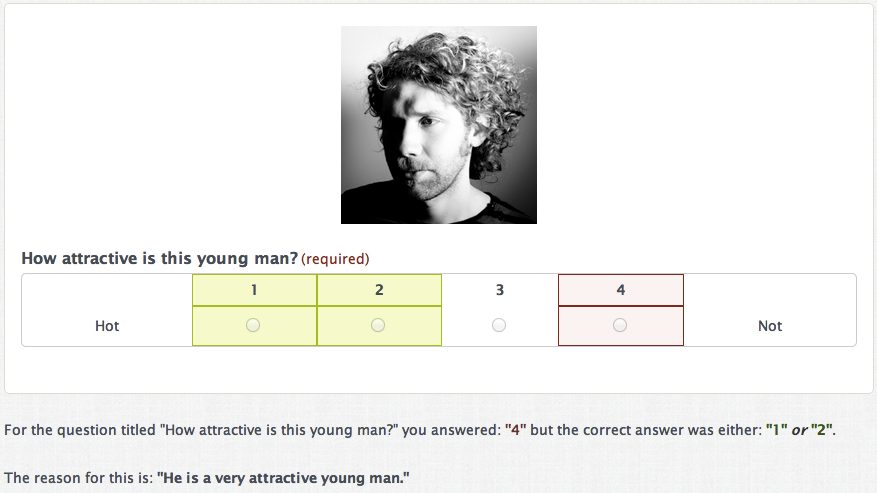 How attractive is this young man? (required)
1 2 3 4
Hot Not
For the question titled "How attractive is this young man?" you answered: "4" but the correct answer was either: "1" or "2".
The reason for this is: "He is a very attractive young man."